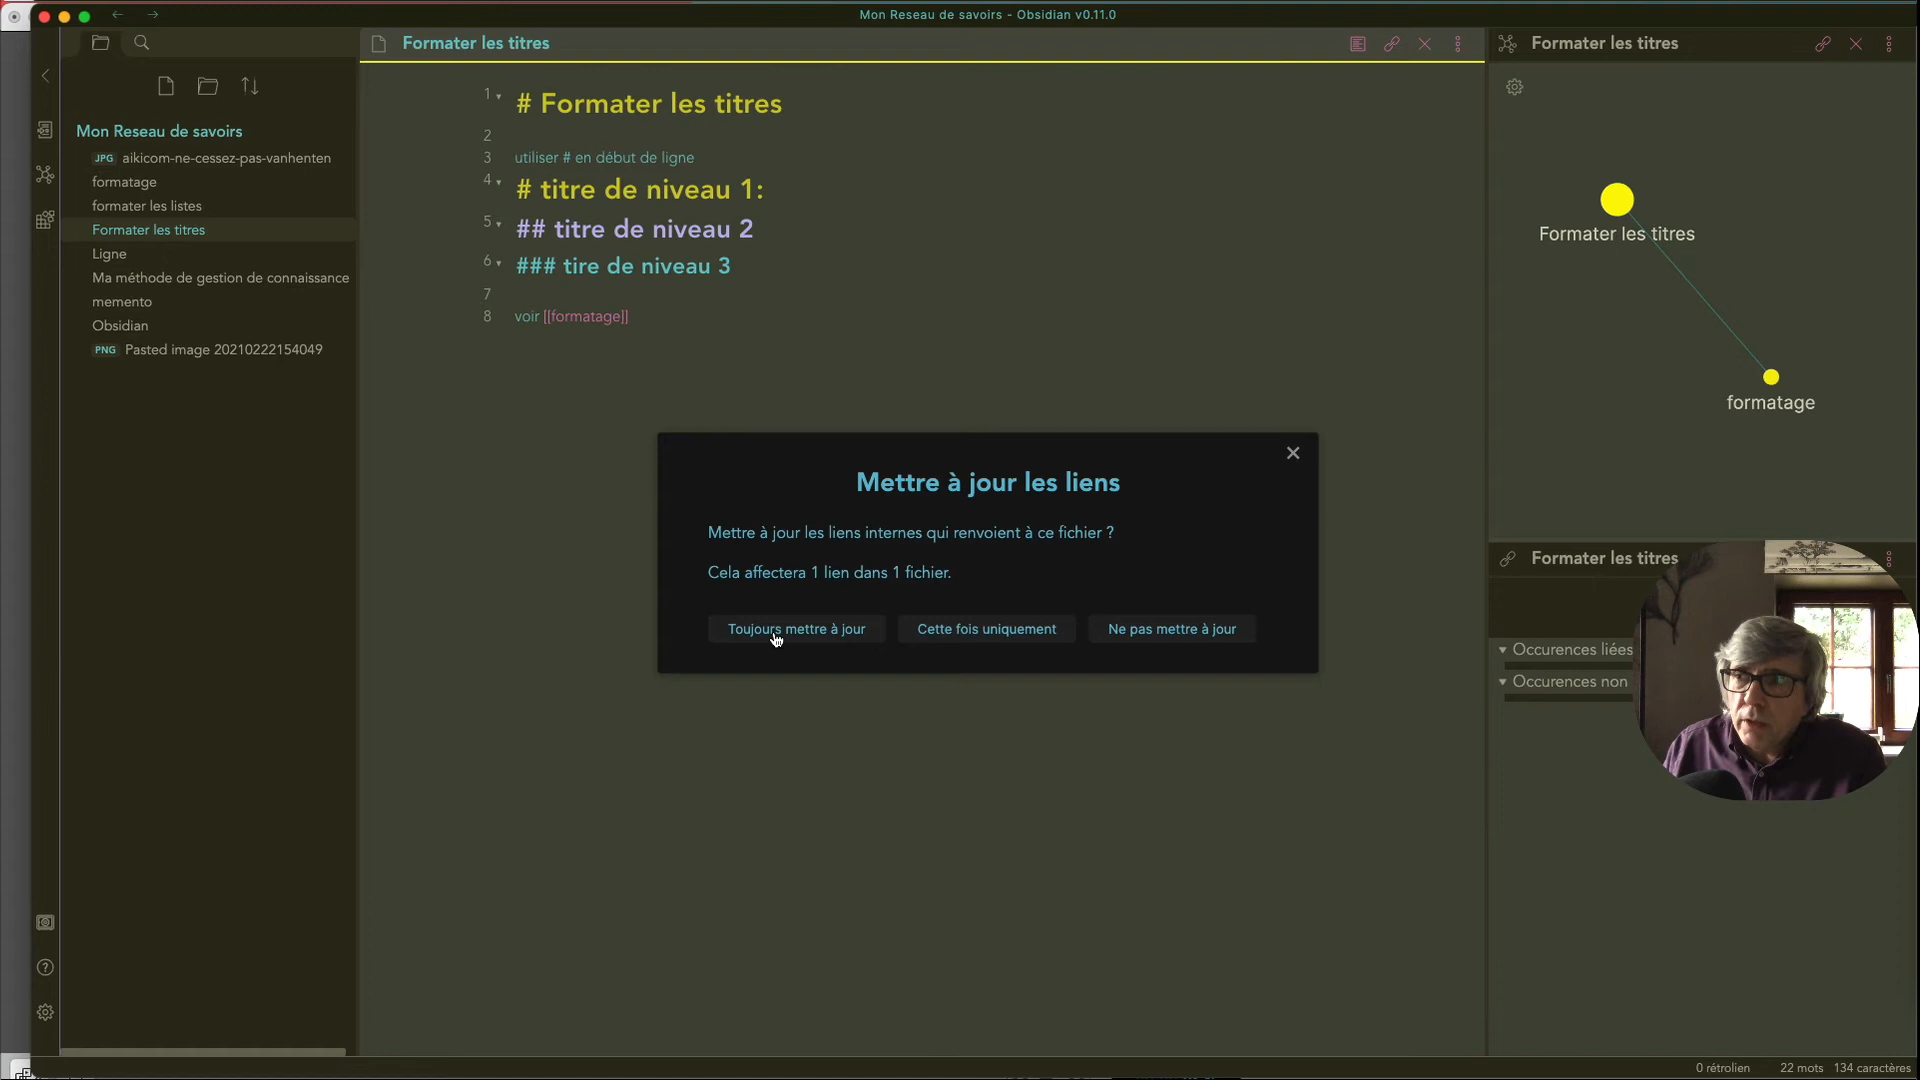 Mon Reseau de savoirs - Obsidian v0.11.0
Mon Reseau de savoirs
JPG aikicom-ne-cessez-pas-vanhenten
formatage
formater les listes
Formater les titres
Ligne
Ma méthode de gestion de connaissance
memento
Obsidian
PNG Pasted image 20210222154049
Formater les titres
1 # Formater les titres
2
3 utiliser # en début de ligne
4 # titre de niveau 1:
5 ## titre de niveau 2
6 ### tire de niveau 3
7
8 voir [[formatage]]
Mettre à jour les liens
Mettre à jour les liens internes qui renvoient à ce fichier ?
Cela affectera 1 lien dans 1 fichier.
Toujours mettre à jour
Cette fois uniquement
Ne pas mettre à jour
Formater les titres
Formater les titres
formatage
Formater les titres
Occurences liées
Occurences non
0 rétrolien 22 mots 134 caractères